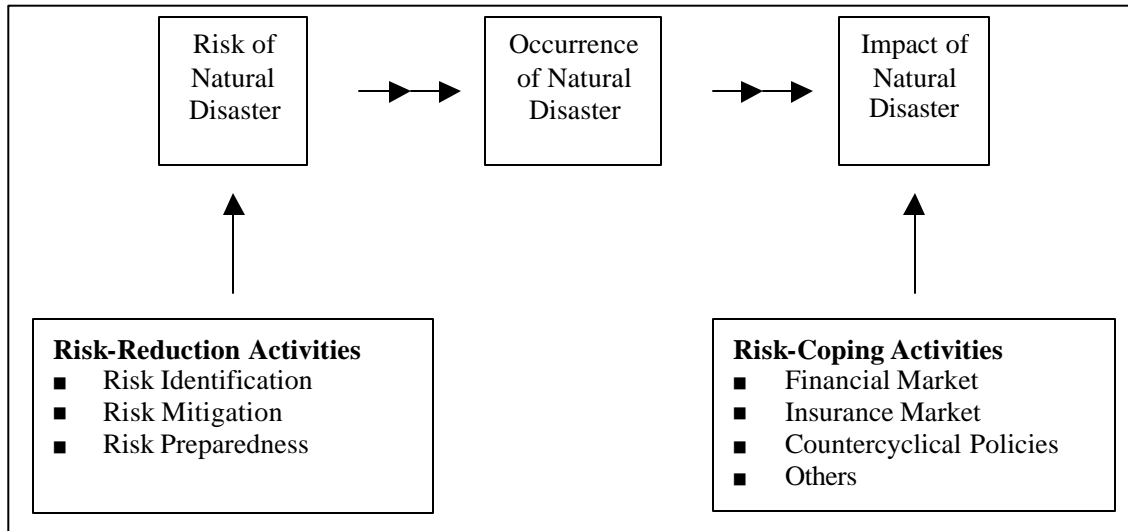 Risk of
Natural
Disaster
Occurrence
of Natural
Disaster
Impact of
Natural
Disaster
Risk-Reduction Activities
■ Risk Identification
■ Risk Mitigation
■ Risk Preparedness
Risk-Coping Activities
■ Financial Market
■ Insurance Market
■ Countercyclical Policies
■ Others